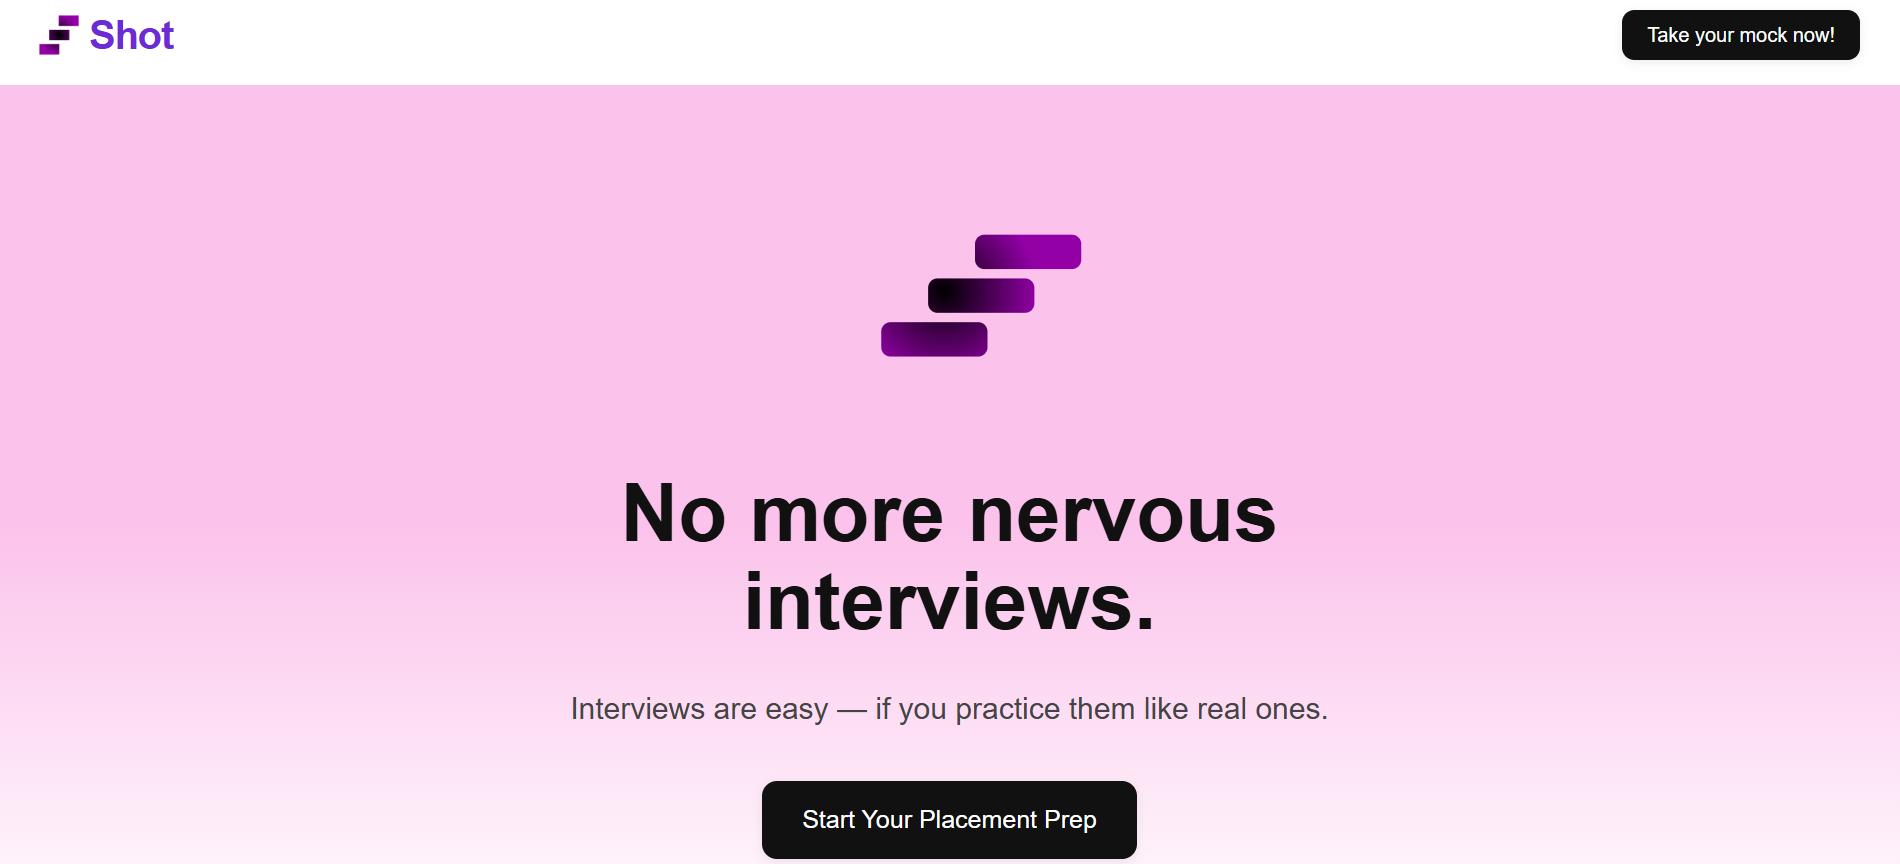 Shot
Take your mock now!
No more nervous
interviews.
Interviews are easy — if you practice them like real ones.
Start Your Placement Prep